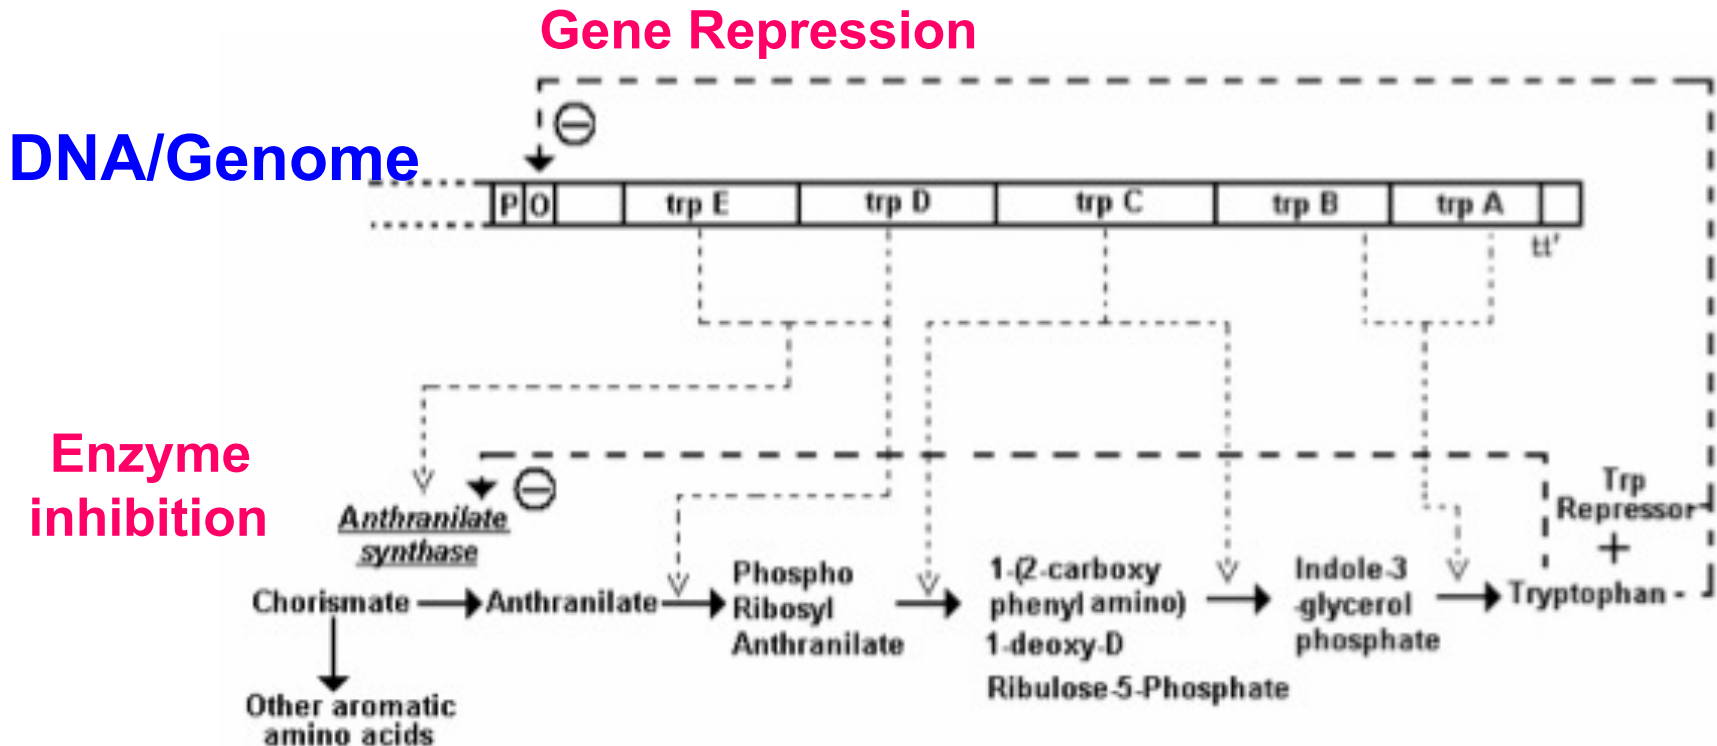 Gene Repression
DNA/Genome
P O trp E trp D trp C trp B trp A
tt'
Enzyme
inhibition
Anthranilate
synthase
Trp
Repressor
+
Chorismate
Anthranilate
Phospho
Ribosyl
Anthranilate
1-(2-carboxy
phenyl amino)
1-deoxy-D
Ribulose-5-Phosphate
Indole-3
-glycerol
phosphate
Tryptophan
Other aromatic
amino acids